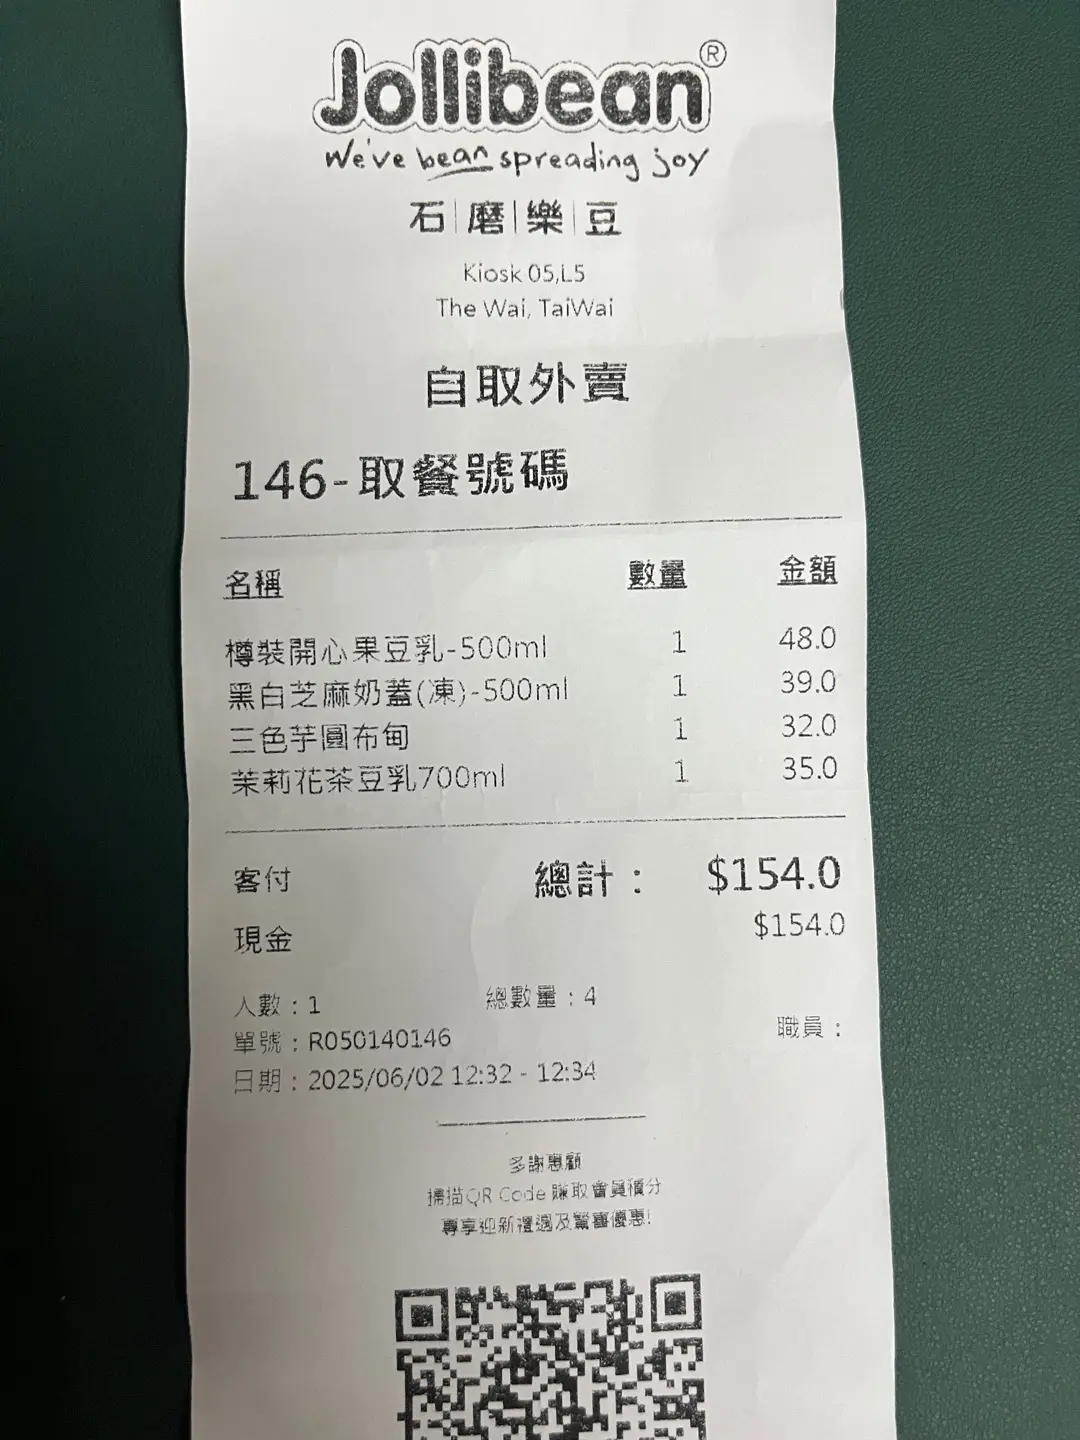 Jollibean®
We've bean spreading joy
石|磨|樂|豆
Kiosk 05,L5
The Wai, TaiWai
自取外賣
146-取餐號碼
名稱 數量 金額
樽裝開心果豆乳-500ml 1 48.0
黑白芝麻奶蓋(凍)-500ml 1 39.0
三色芋圓布甸 1 32.0
茉莉花茶豆乳700ml 1 35.0
客付 總計： $154.0
現金 $154.0
人數：1 總數量：4
單號：R050140146 職員：
日期：2025/06/02 12:32 - 12:34
多謝惠顧
掃描QR Code 賺取會員積分
專享迎新禮遇及驚喜優惠!